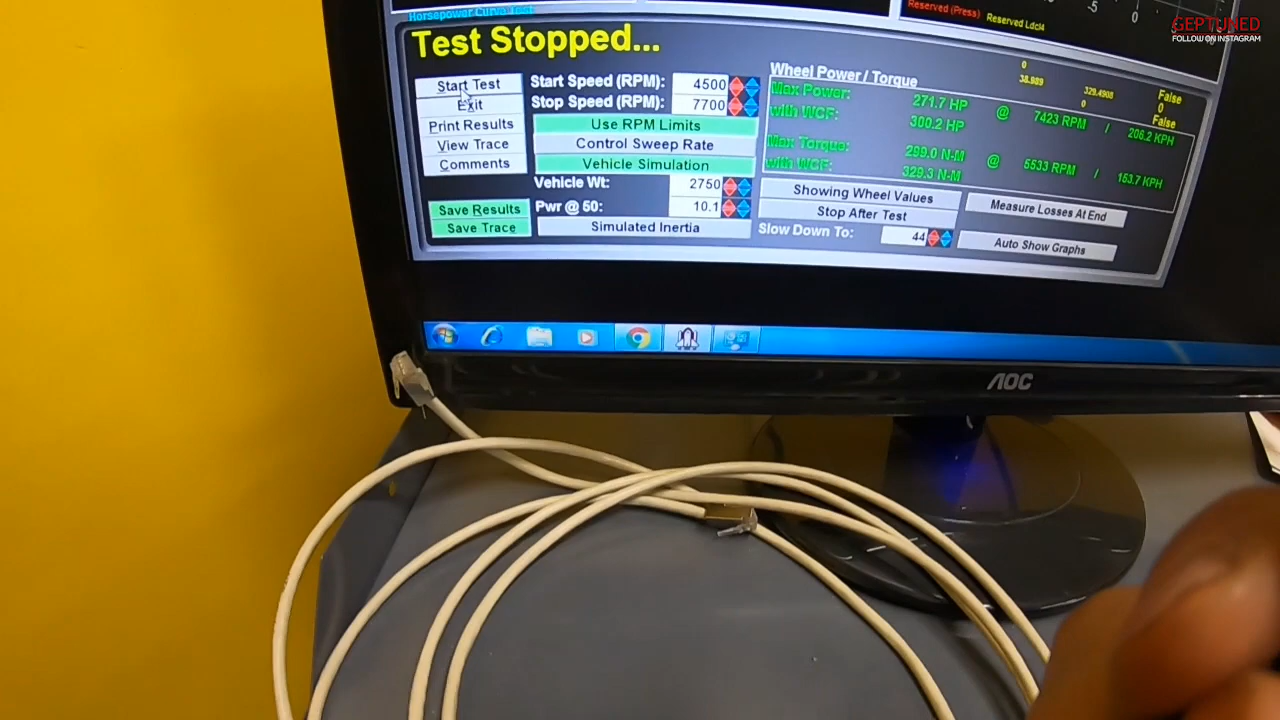 Horsepower Curve Test
Reserved (Press)
Reserved Ldcl4
-5
0
GEPTUNED
FOLLOW ON INSTAGRAM
Test Stopped...
Start Test
Exit
Print Results
View Trace
Comments
Save Results
Save Trace
Start Speed (RPM): 4500
Stop Speed (RPM): 7700
Use RPM Limits
Control Sweep Rate
Vehicle Simulation
Vehicle Wt: 2750
Pwr @ 50: 10.1
Simulated Inertia
Wheel Power / Torque
0
38.989
329.4908
0
False
0
False
Max Power: 271.7 HP @ 7423 RPM / 206.2 KPH
with WCF: 300.2 HP
Max Torque: 299.0 N-M @ 5533 RPM / 153.7 KPH
with WCF: 329.3 N-M
Showing Wheel Values
Stop After Test
Slow Down To: 44
Measure Losses At End
Auto Show Graphs
AOC